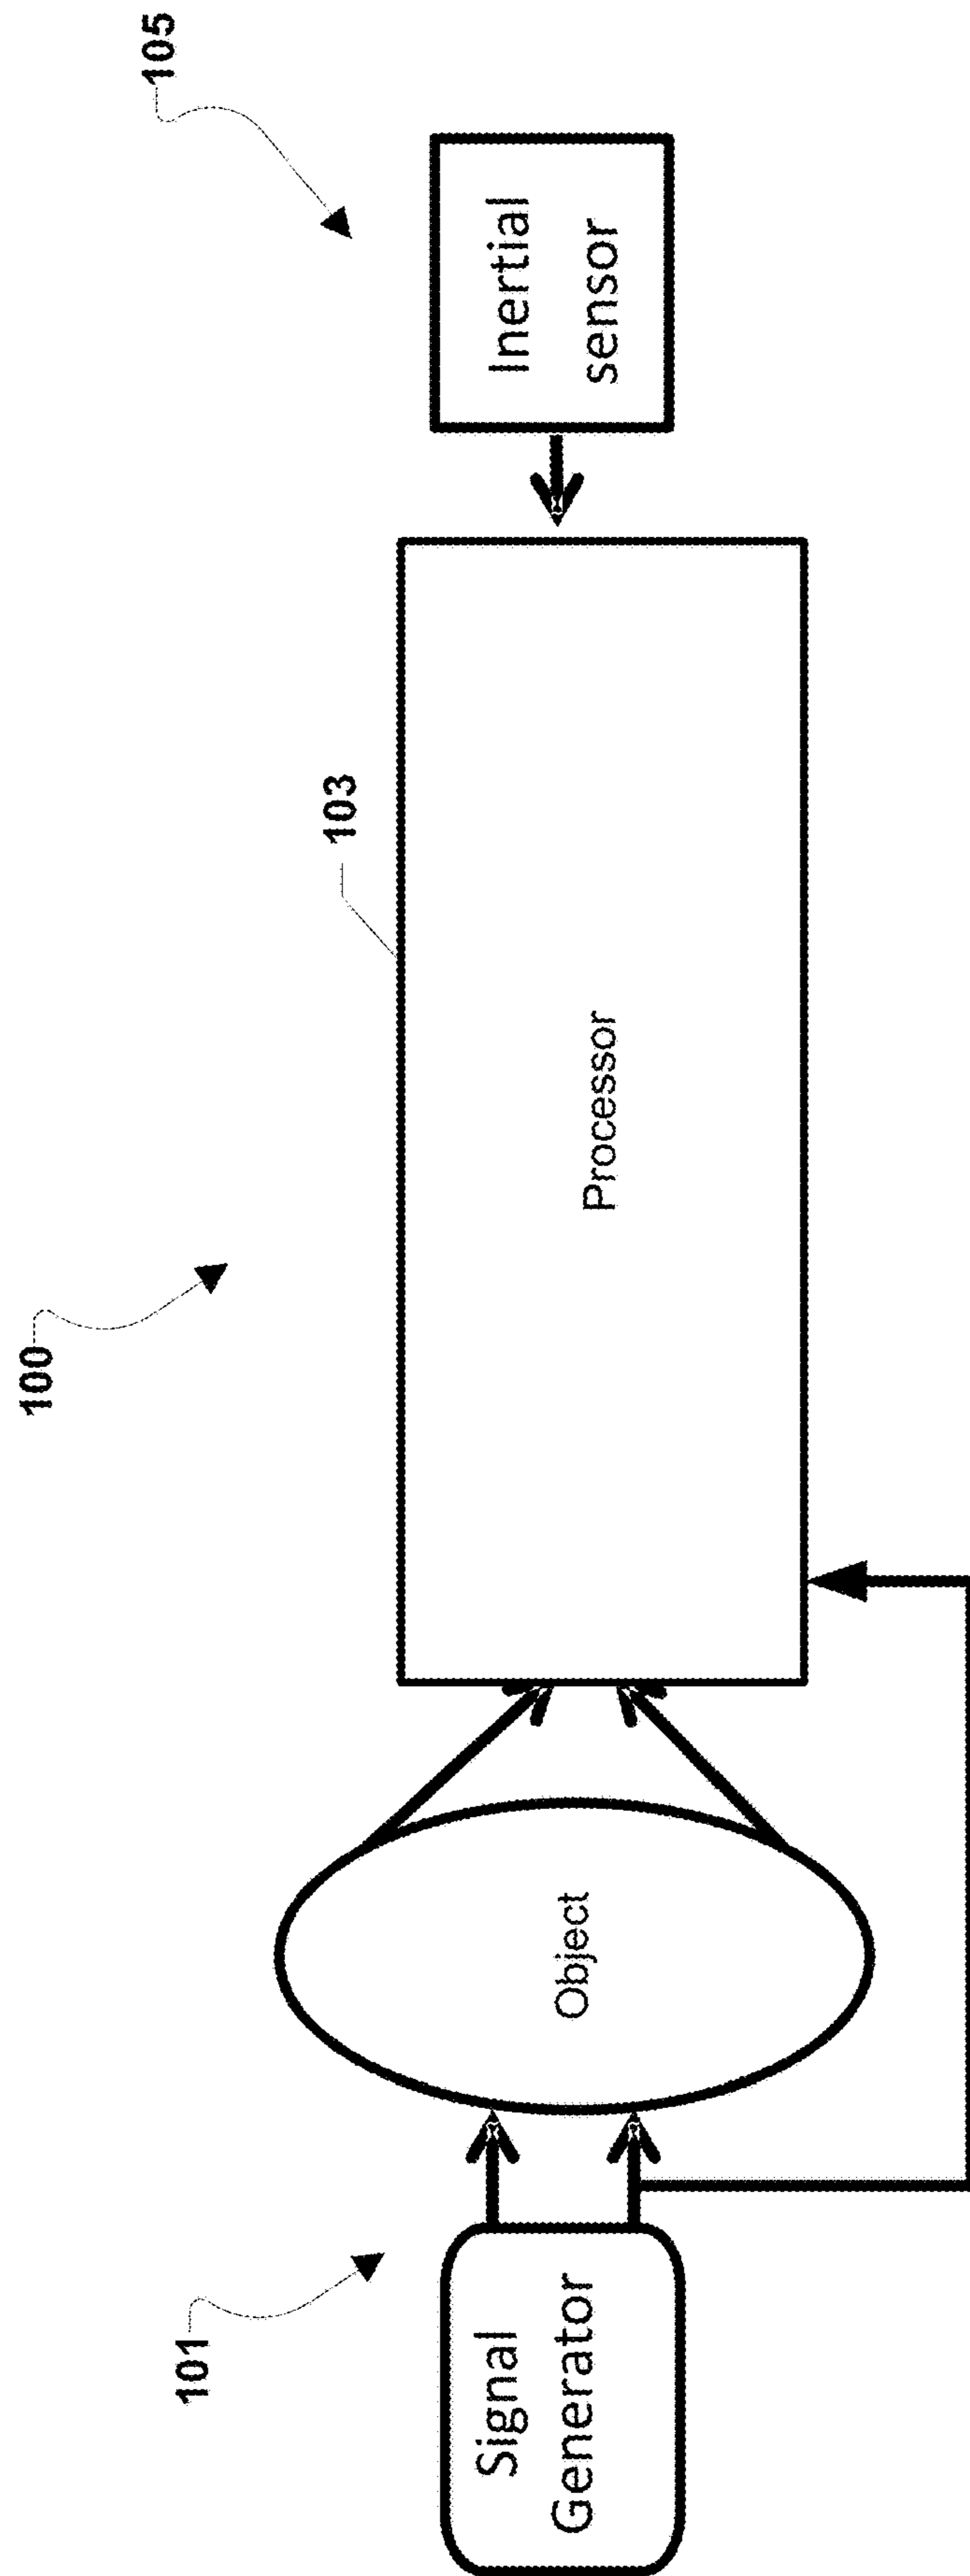 100
101
103
105
Signal
Generator
Object
Processor
Inertial
sensor